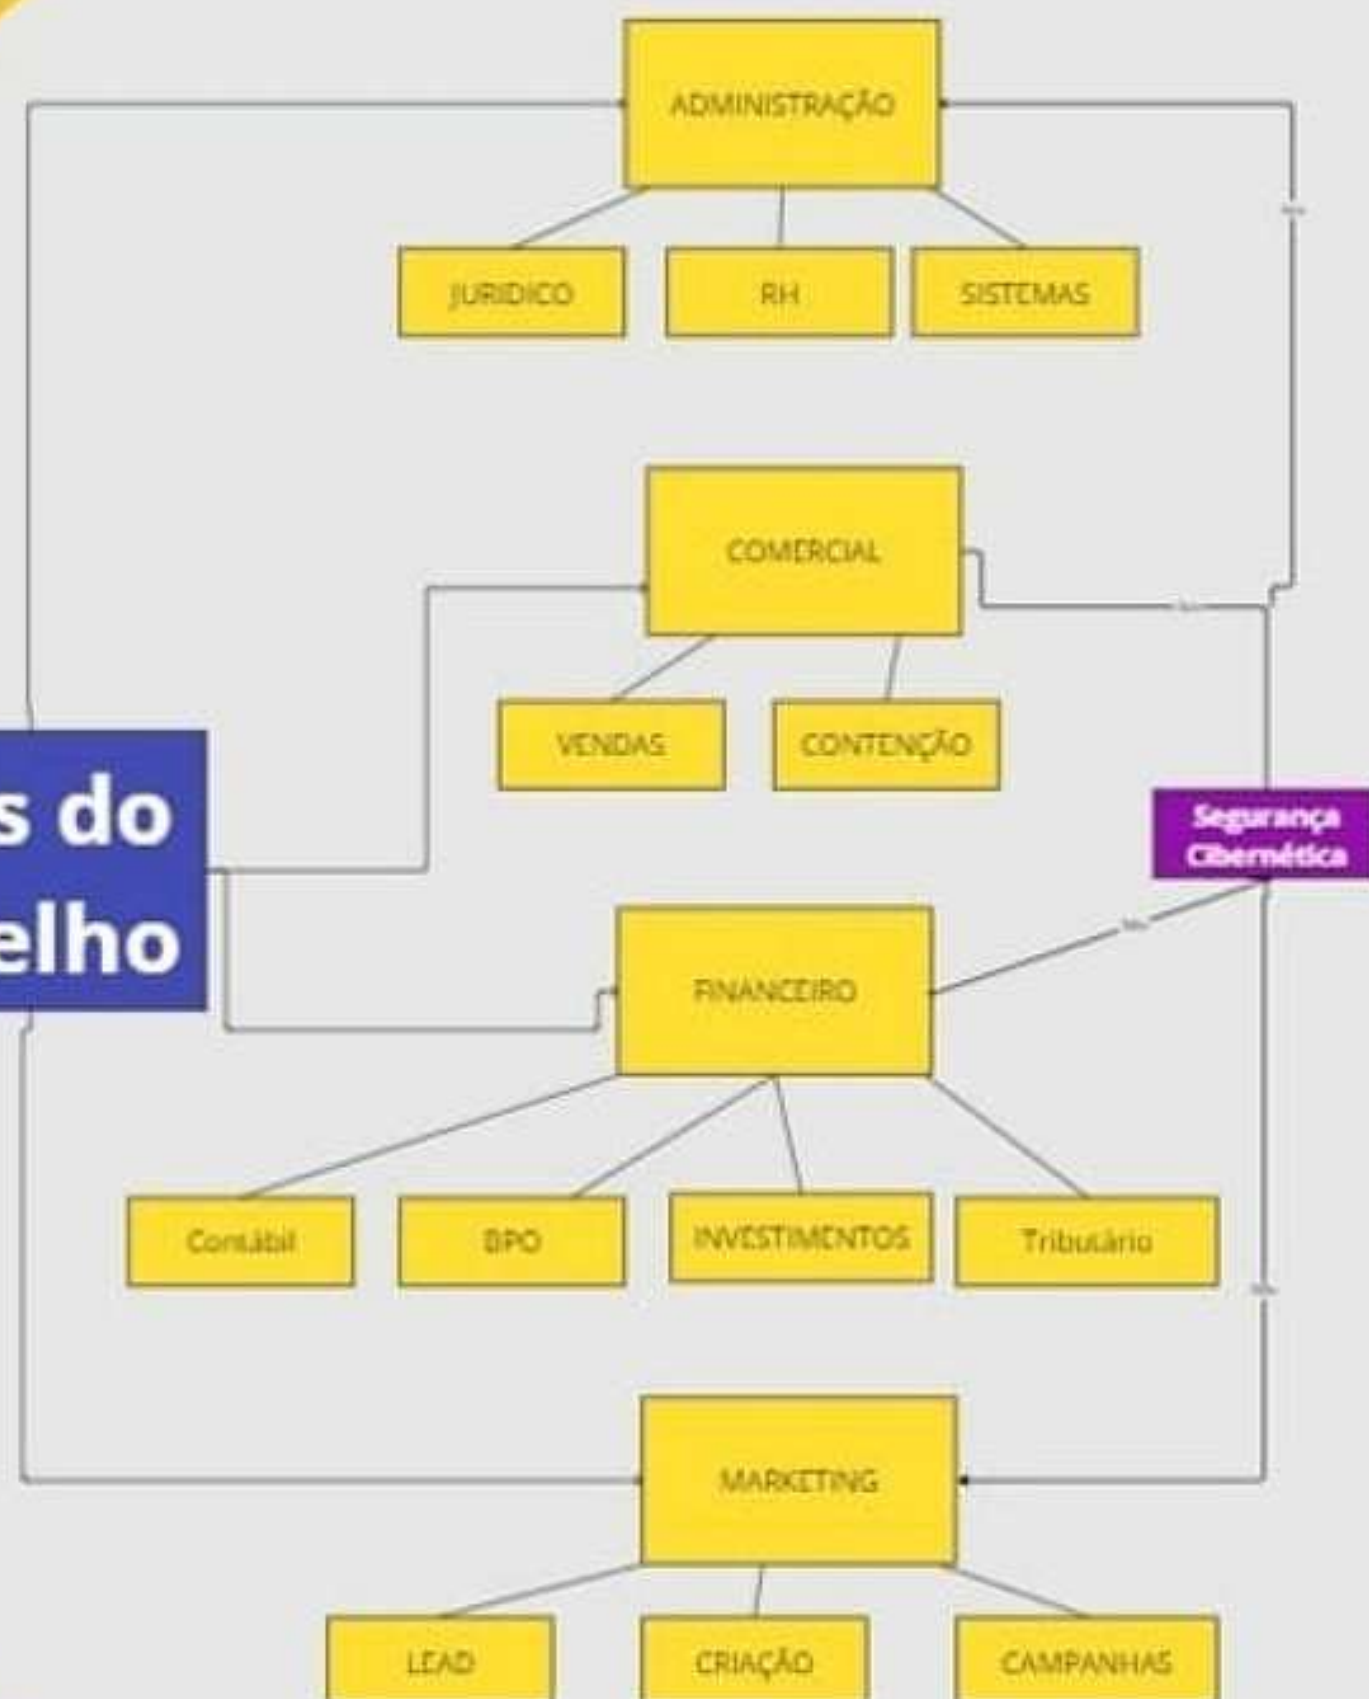 ADMINISTRAÇÃO
JURIDICO
RH
SISTEMAS
COMERCIAL
VENDAS
CONTENÇÃO
s do
elho
Segurança
Cibernética
FINANCEIRO
Contábil
BPO
INVESTIMENTOS
Tributário
MARKETING
LEAD
CRIAÇÃO
CAMPANHAS